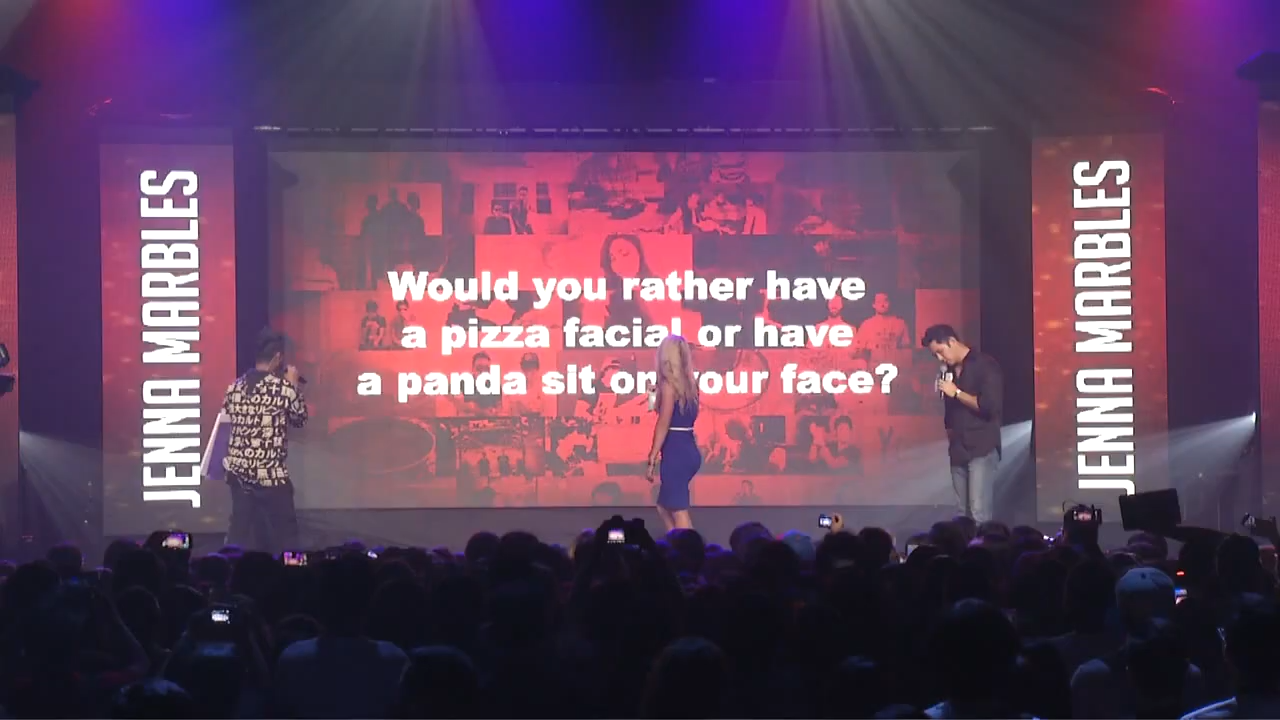 JENNA MARBLES
Would you rather have
a pizza facial or have
a panda sit on your face?
JENNA MARBLES